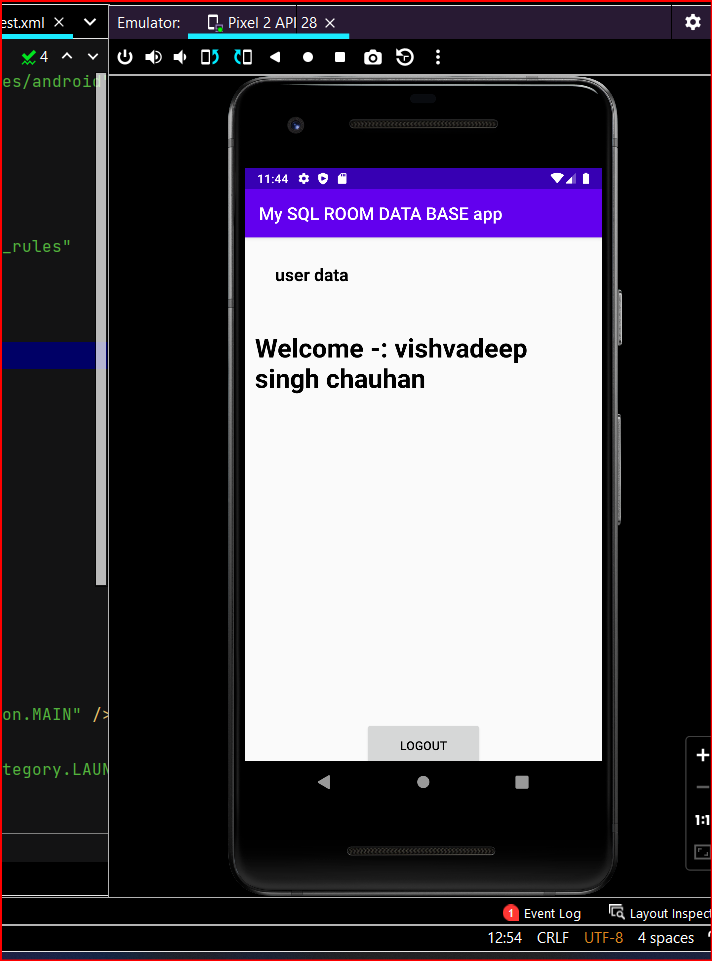 est.xml
Emulator:
Pixel 2 API 28
4
es/android
_rules"
on.MAIN" />
tegory.LAUN
11:44
My SQL ROOM DATA BASE app
user data
Welcome -: vishvadeep
singh chauhan
LOGOUT
1:1
1 Event Log
Layout Inspect
12:54 CRLF UTF-8 4 spaces